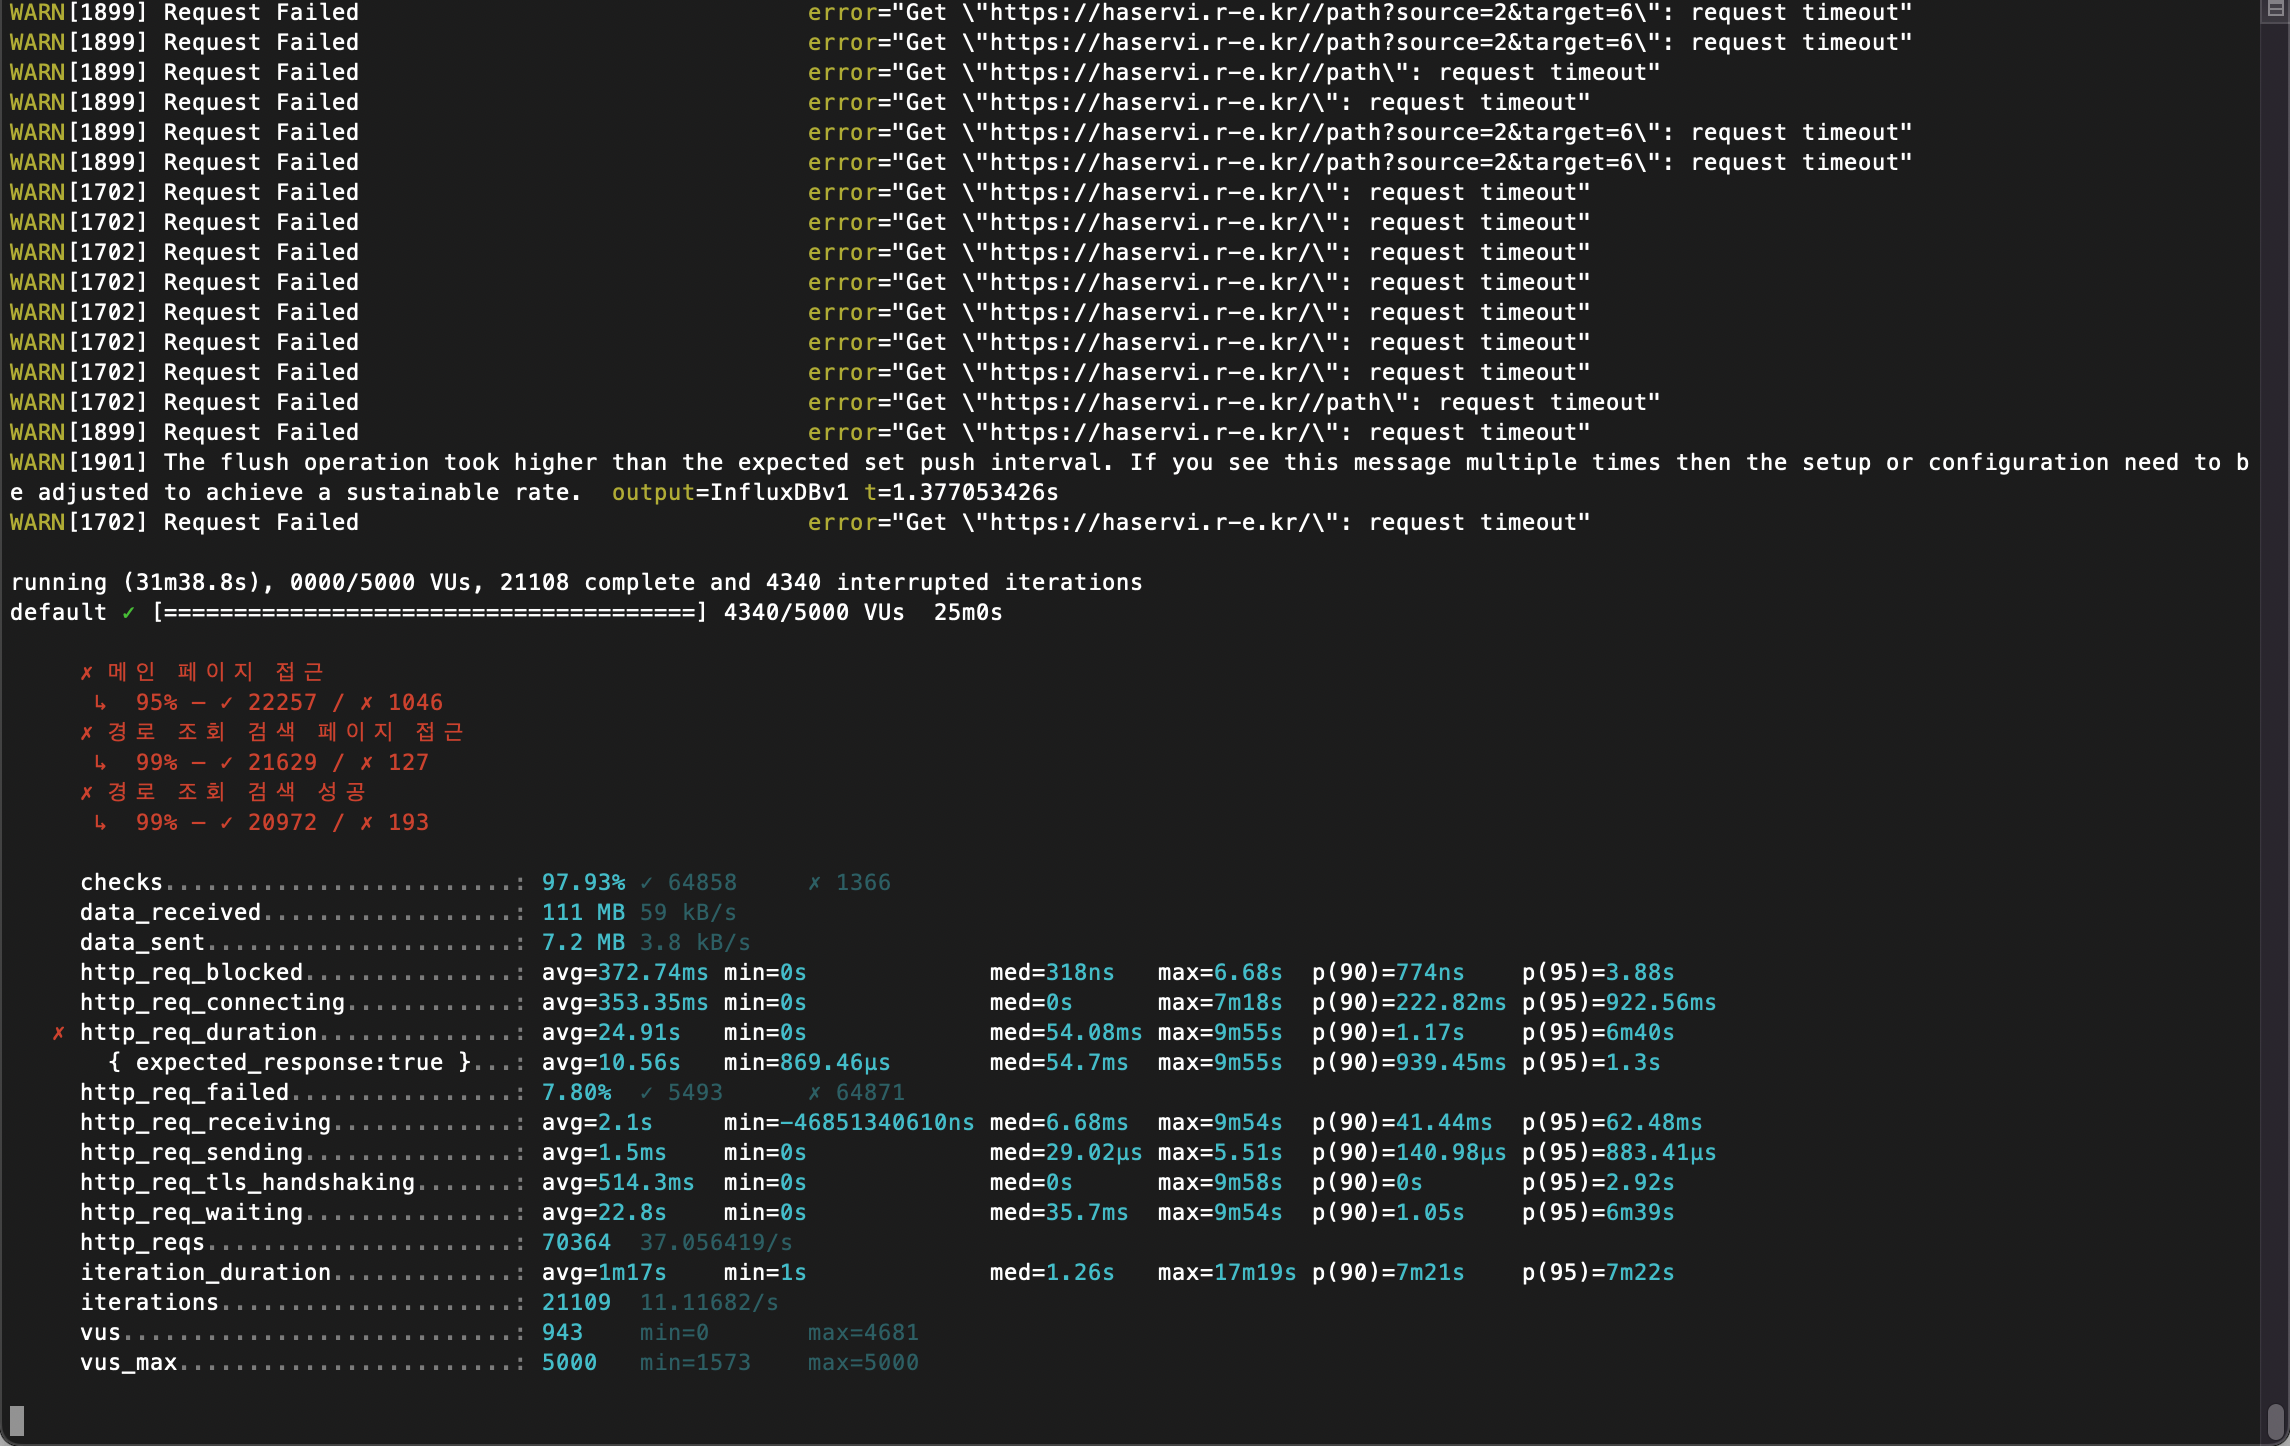 WARN[1899] Request Failed error="Get \"https://haservi.r-e.kr//path?source=2&target=6\": request timeout"
WARN[1899] Request Failed error="Get \"https://haservi.r-e.kr//path?source=2&target=6\": request timeout"
WARN[1899] Request Failed error="Get \"https://haservi.r-e.kr//path\": request timeout"
WARN[1899] Request Failed error="Get \"https://haservi.r-e.kr/\": request timeout"
WARN[1899] Request Failed error="Get \"https://haservi.r-e.kr//path?source=2&target=6\": request timeout"
WARN[1899] Request Failed error="Get \"https://haservi.r-e.kr//path?source=2&target=6\": request timeout"
WARN[1702] Request Failed error="Get \"https://haservi.r-e.kr/\": request timeout"
WARN[1702] Request Failed error="Get \"https://haservi.r-e.kr/\": request timeout"
WARN[1702] Request Failed error="Get \"https://haservi.r-e.kr/\": request timeout"
WARN[1702] Request Failed error="Get \"https://haservi.r-e.kr/\": request timeout"
WARN[1702] Request Failed error="Get \"https://haservi.r-e.kr/\": request timeout"
WARN[1702] Request Failed error="Get \"https://haservi.r-e.kr/\": request timeout"
WARN[1702] Request Failed error="Get \"https://haservi.r-e.kr/\": request timeout"
WARN[1702] Request Failed error="Get \"https://haservi.r-e.kr//path\": request timeout"
WARN[1899] Request Failed error="Get \"https://haservi.r-e.kr/\": request timeout"
WARN[1901] The flush operation took higher than the expected set push interval. If you see this message multiple times then the setup or configuration need to b
e adjusted to achieve a sustainable rate. output=InfluxDBv1 t=1.377053426s
WARN[1702] Request Failed error="Get \"https://haservi.r-e.kr/\": request timeout"
running (31m38.8s), 0000/5000 VUs, 21108 complete and 4340 interrupted iterations
default ✓ [======================================] 4340/5000 VUs 25m0s
✗ 메인 페이지 접근
↳ 95% — ✓ 22257 / ✗ 1046
✗ 경로 조회 검색 페이지 접근
↳ 99% — ✓ 21629 / ✗ 127
✗ 경로 조회 검색 성공
↳ 99% — ✓ 20972 / ✗ 193
checks.........................: 97.93% ✓ 64858 ✗ 1366
data_received..................: 111 MB 59 kB/s
data_sent......................: 7.2 MB 3.8 kB/s
http_req_blocked...............: avg=372.74ms min=0s med=318ns max=6.68s p(90)=774ns p(95)=3.88s
http_req_connecting............: avg=353.35ms min=0s med=0s max=7m18s p(90)=222.82ms p(95)=922.56ms
✗ http_req_duration..............: avg=24.91s min=0s med=54.08ms max=9m55s p(90)=1.17s p(95)=6m40s
{ expected_response:true }...: avg=10.56s min=869.46µs med=54.7ms max=9m55s p(90)=939.45ms p(95)=1.3s
http_req_failed................: 7.80% ✓ 5493 ✗ 64871
http_req_receiving.............: avg=2.1s min=-46851340610ns med=6.68ms max=9m54s p(90)=41.44ms p(95)=62.48ms
http_req_sending...............: avg=1.5ms min=0s med=29.02µs max=5.51s p(90)=140.98µs p(95)=883.41µs
http_req_tls_handshaking.......: avg=514.3ms min=0s med=0s max=9m58s p(90)=0s p(95)=2.92s
http_req_waiting...............: avg=22.8s min=0s med=35.7ms max=9m54s p(90)=1.05s p(95)=6m39s
http_reqs......................: 70364 37.056419/s
iteration_duration.............: avg=1m17s min=1s med=1.26s max=17m19s p(90)=7m21s p(95)=7m22s
iterations.....................: 21109 11.11682/s
vus............................: 943 min=0 max=4681
vus_max........................: 5000 min=1573 max=5000